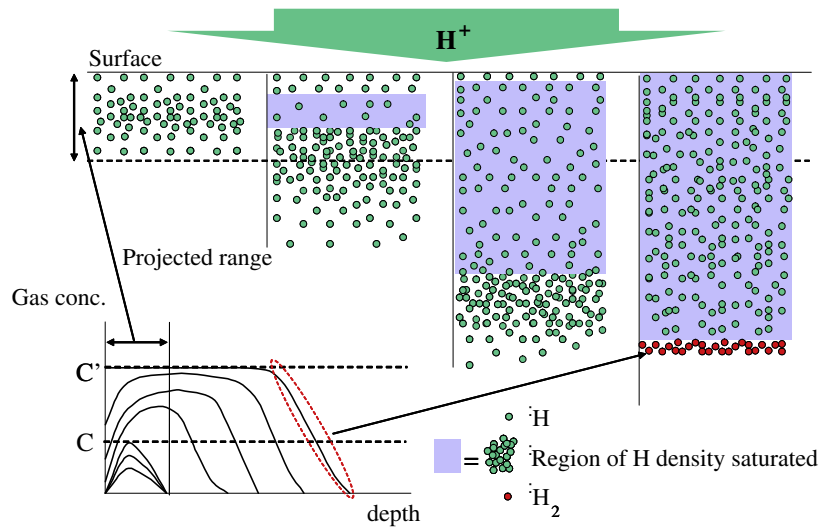 H+
Surface
Projected range
Gas conc.
C'
C
depth
:H
= :Region of H density saturated
:H2